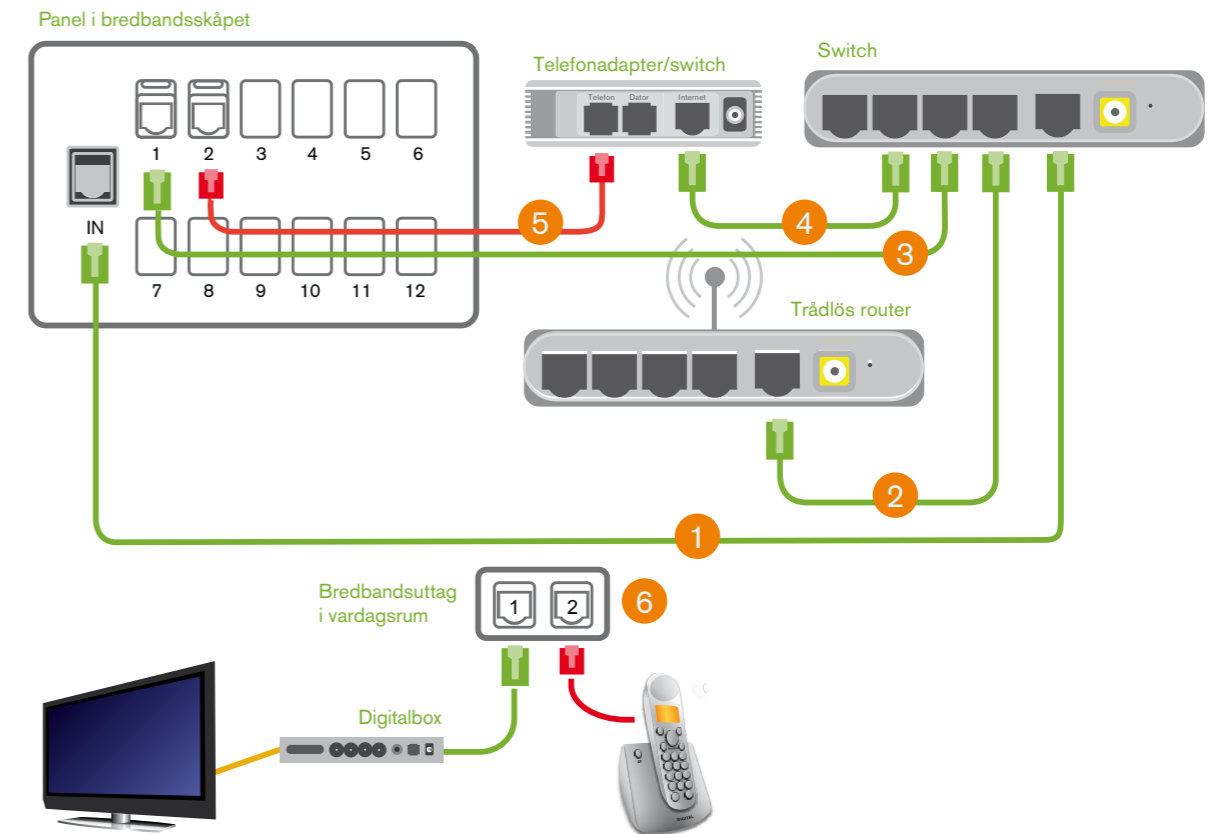 Panel i bredbandsskåpet
Telefonadapter/switch
Switch
Telefon Dator Internet
1 2 3 4 5 6
IN
5
4
3
7 8 9 10 11 12
Trådlös router
2
1
Bredbandsuttag
i vardagsrum
1 2
6
Digitalbox
DIGITAL